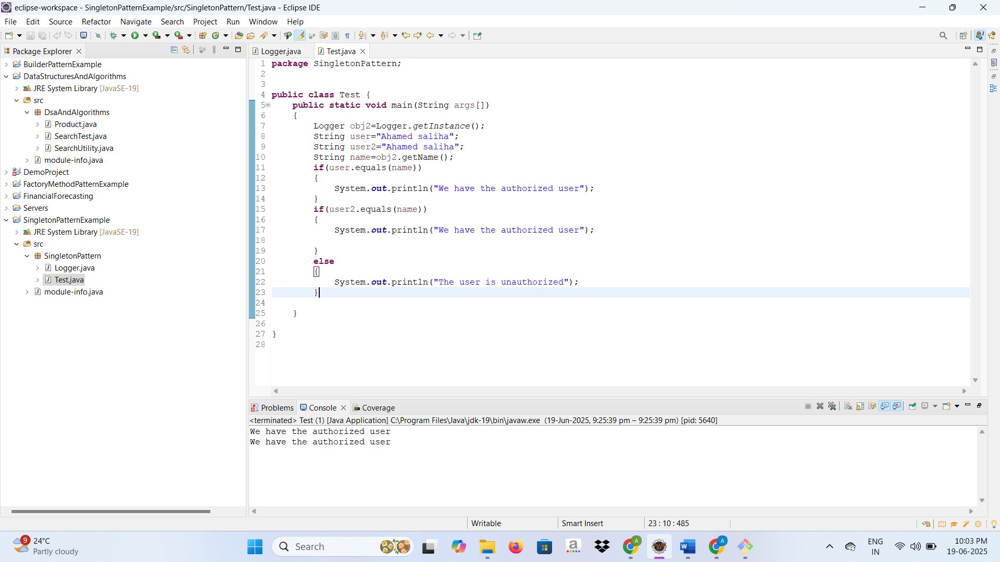 eclipse-workspace - SingletonPatternExample/src/SingletonPattern/Test.java - Eclipse IDE
File Edit Source Refactor Navigate Search Project Run Window Help
Package Explorer
BuilderPatternExample
DataStructuresAndAlgorithms
JRE System Library [JavaSE-19]
src
DsaAndAlgorithms
Product.java
SearchTest.java
SearchUtility.java
module-info.java
DemoProject
FactoryMethodPatternExample
FinancialForecasting
Servers
SingletonPatternExample
JRE System Library [JavaSE-19]
src
SingletonPattern
Logger.java
Test.java
module-info.java
Logger.java Test.java
1 package SingletonPattern;
2
3
4 public class Test {
5 public static void main(String args[])
6 {
7 Logger obj2=Logger.getInstance();
8 String user="Ahamed saliha";
9 String user2="Ahamed saliha";
10 String name=obj2.getName();
11 if(user.equals(name))
12 {
13 System.out.println("We have the authorized user");
14 }
15 if(user2.equals(name))
16 {
17 System.out.println("We have the authorized user");
18
19 }
20 else
21 {
22 System.out.println("The user is unauthorized");
23 }
24
25 }
26
27 }
28
Problems Console Coverage
<terminated> Test (1) [Java Application] C:\Program Files\Java\jdk-19\bin\javaw.exe (19-Jun-2025, 9:25:39 pm – 9:25:39 pm) [pid: 5640]
We have the authorized user
We have the authorized user
Writable Smart Insert 23 : 10 : 485
9
24°C
Partly cloudy
Search
ENG
IN
10:03 PM
19-06-2025